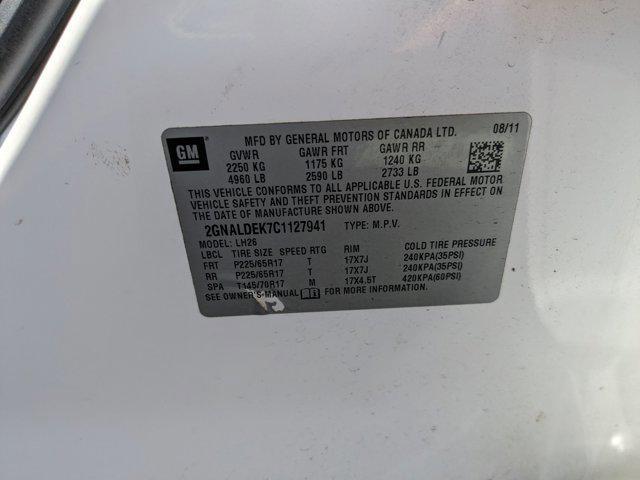 MFD BY GENERAL MOTORS OF CANADA LTD. 08/11
GM
GVWR GAWR FRT GAWR RR
2250 KG 1175 KG 1240 KG
4960 LB 2590 LB 2733 LB
THIS VEHICLE CONFORMS TO ALL APPLICABLE U.S. FEDERAL MOTOR
VEHICLE SAFETY AND THEFT PREVENTION STANDARDS IN EFFECT ON
THE DATE OF MANUFACTURE SHOWN ABOVE.
2GNALDEK7C1127941 TYPE: M.P.V.
MODEL: LH26
LBCL TIRE SIZE SPEED RTG RIM COLD TIRE PRESSURE
FRT P225/65R17 T 17X7J 240KPA(35PSI)
RR P225/65R17 T 17X7J 240KPA(35PSI)
SPA T145/70R17 M 17X4.5T 420KPA(60PSI)
SEE OWNER'S MANUAL FOR MORE INFORMATION.